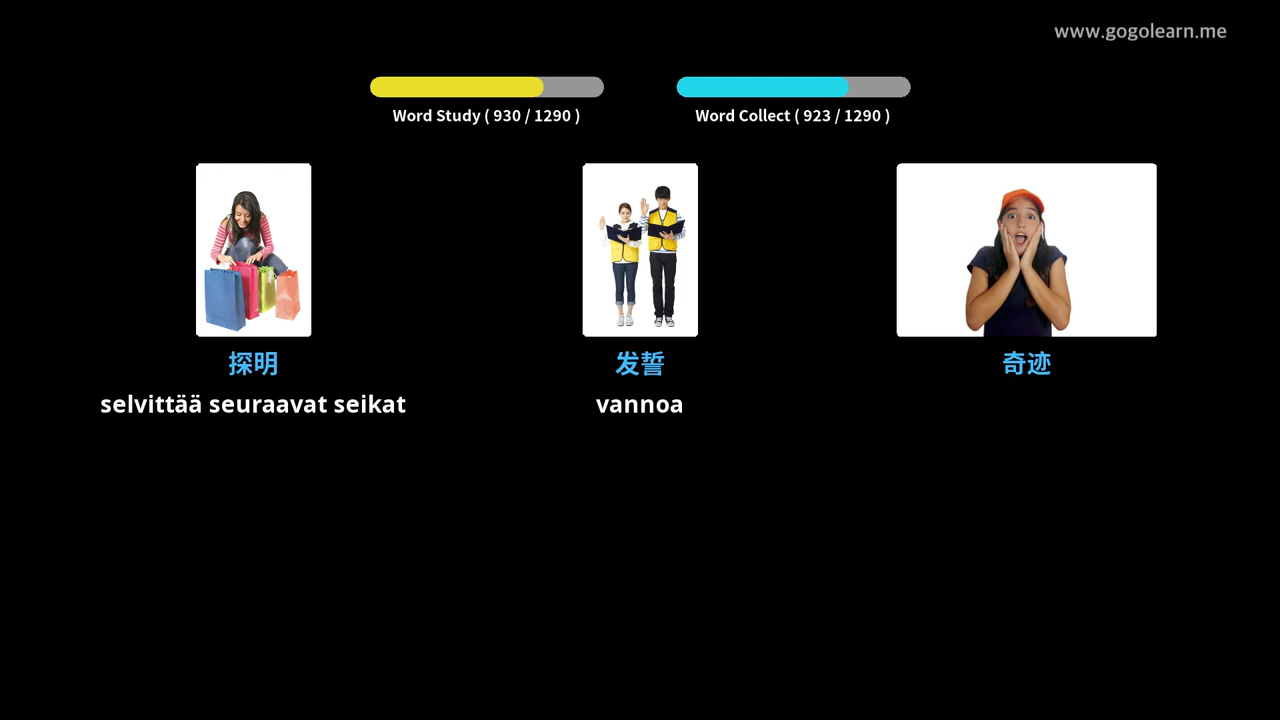 www.gogolearn.me
Word Study ( 930 / 1290 )
Word Collect ( 923 / 1290 )
探明
发誓
奇迹
selvittää seuraavat seikat
vannoa